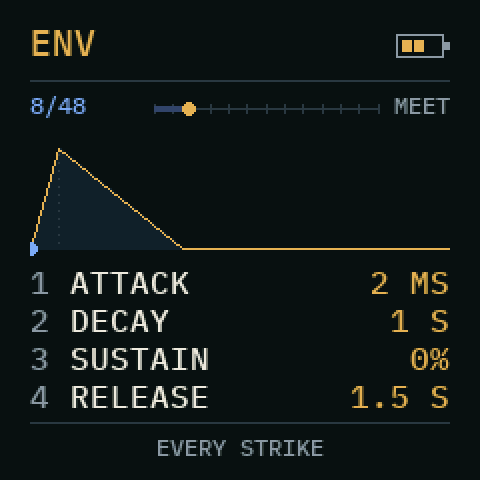 ENV
8/48 MEET
1 ATTACK 2 MS
2 DECAY 1 S
3 SUSTAIN 0%
4 RELEASE 1.5 S
EVERY STRIKE